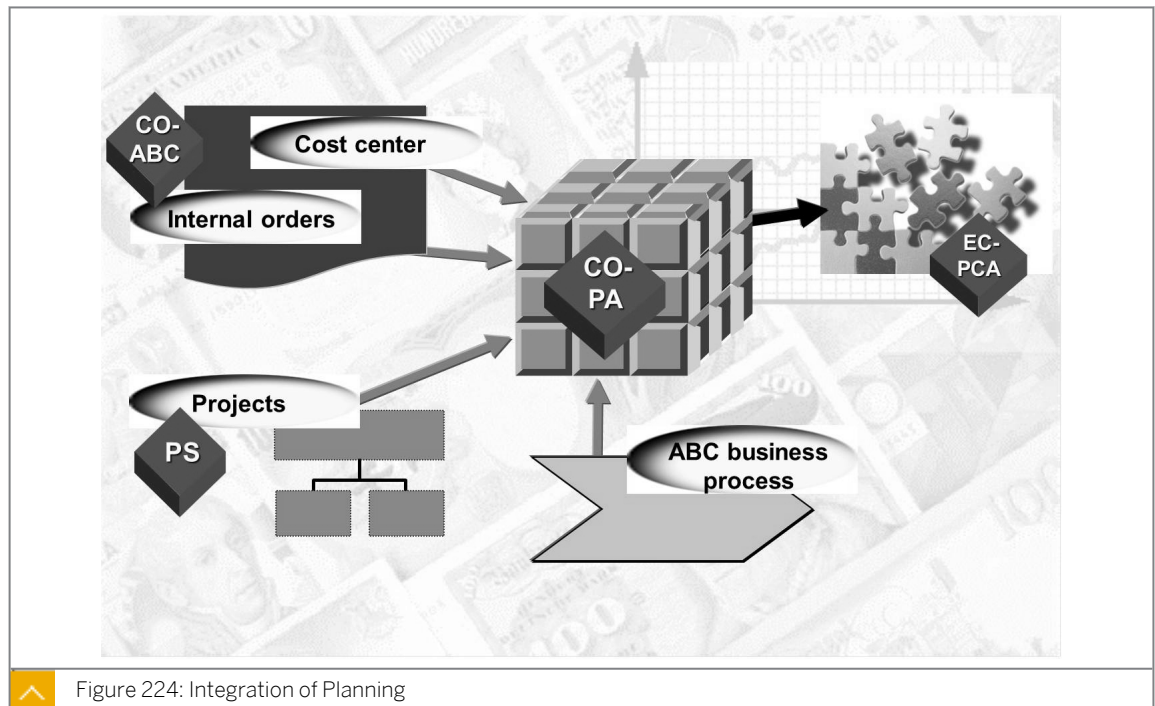 CO-
ABC
Cost center
Internal orders
CO-
PA
EC-
PCA
Projects
PS
ABC business
process
100
Figure 224: Integration of Planning